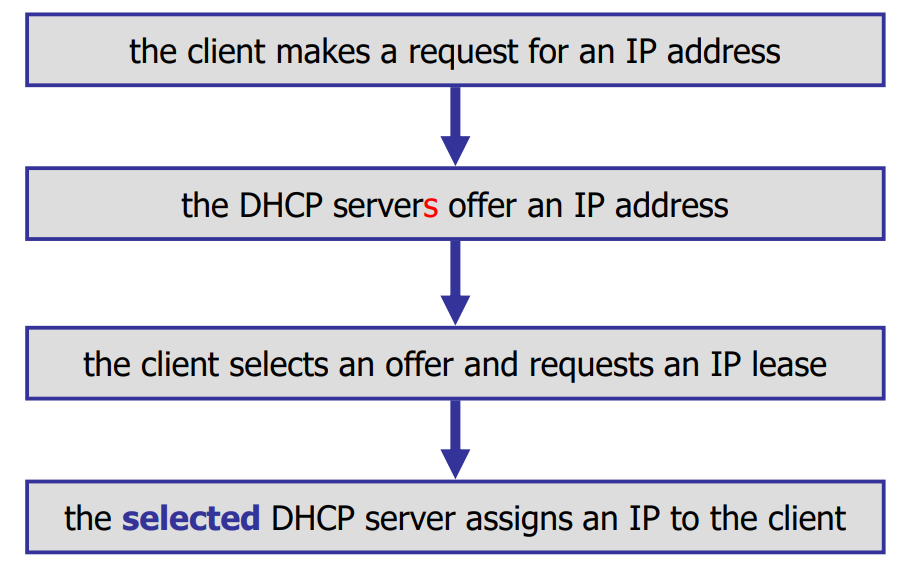 the client makes a request for an IP address
the DHCP servers offer an IP address
the client selects an offer and requests an IP lease
the selected DHCP server assigns an IP to the client